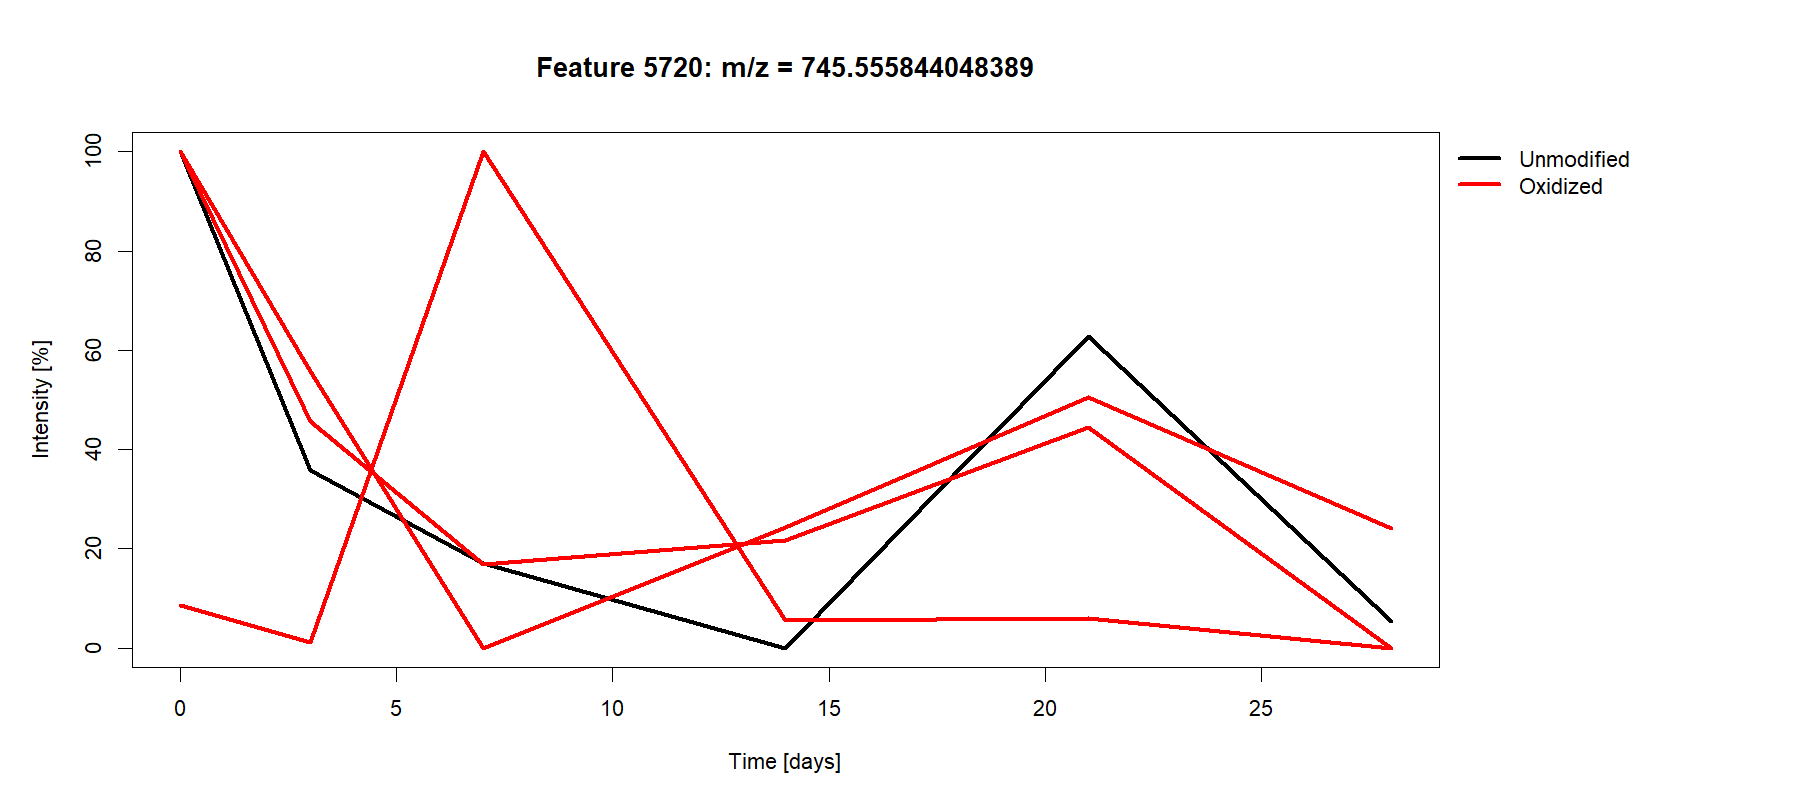 Feature 5720: m/z = 745.555844048389
Unmodified
Oxidized
Intensity [%]
100
80
60
40
20
0
0 5 10 15 20 25
Time [days]